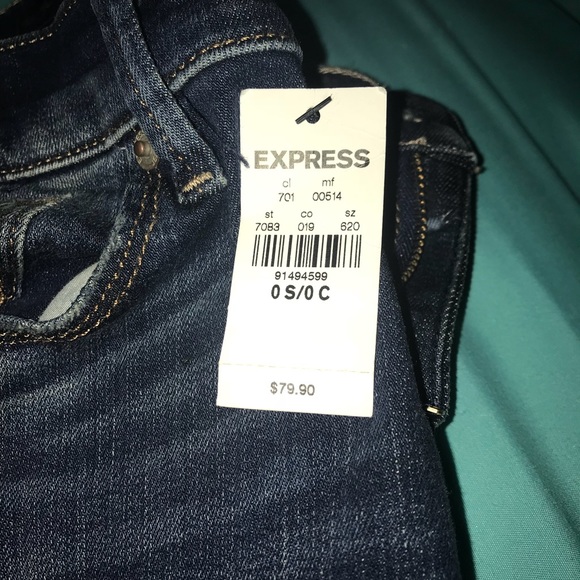 EXPRESS
cl mf
701 00514
st co sz
7083 019 620
91494599
0 S/0 C
$79.90